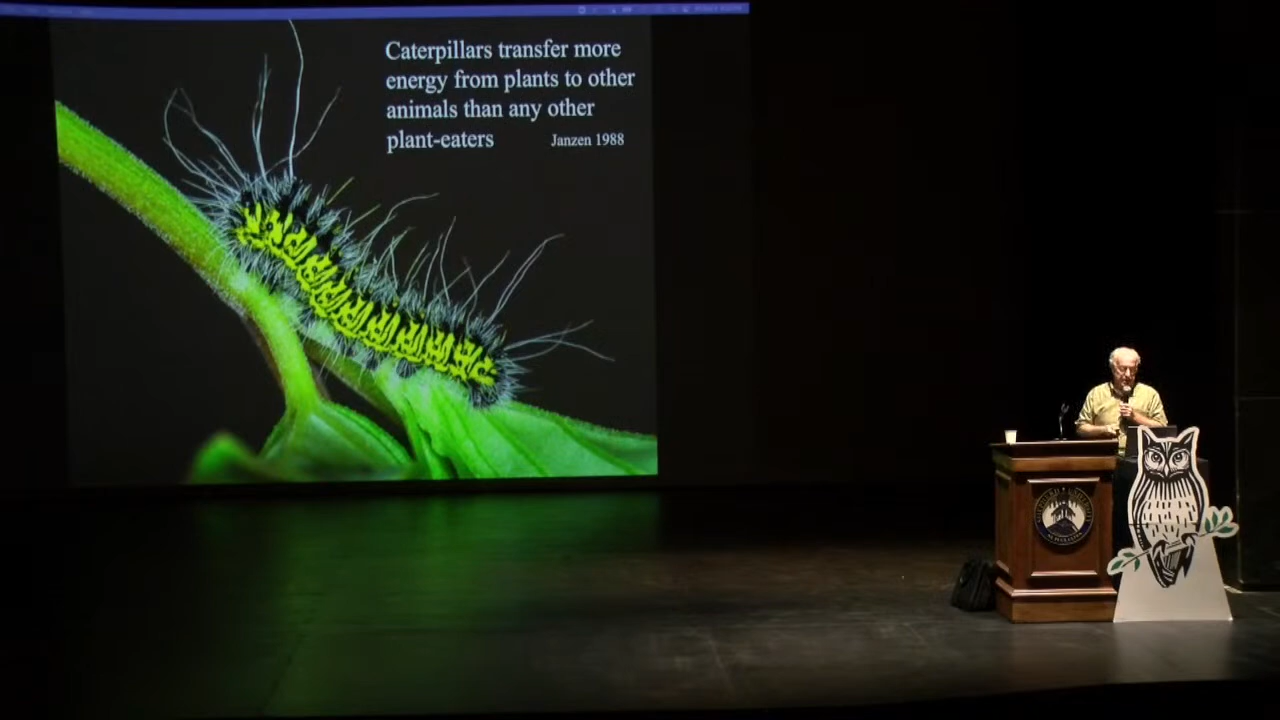 Caterpillars transfer more
energy from plants to other
animals than any other
plant-eaters Janzen 1988